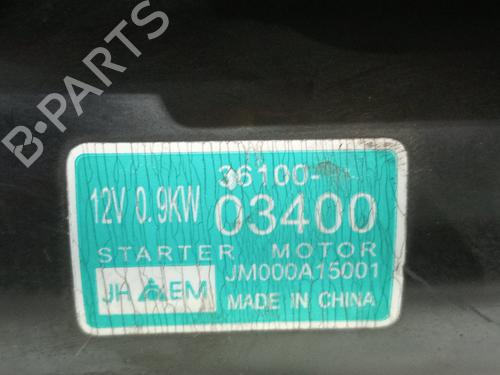 B-PARTS
36100-
12V 0.9KW 03400
STARTER MOTOR
JM000A15001
JH EM
MADE IN CHINA